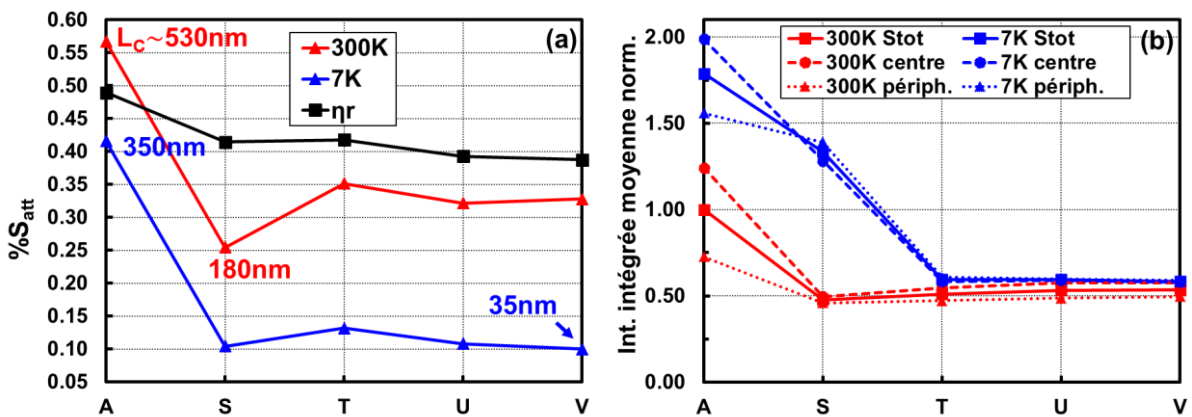 0.60
0.55
0.50
0.45
0.40
0.35
0.30
0.25
0.20
0.15
0.10
0.05
%Satt
A S T U V
(a)
300K
7K
ηr
LC~530nm
350nm
180nm
35nm
2.00
1.50
1.00
0.50
0.00
Int. intégrée moyenne norm.
A S T U V
(b)
300K Stot 7K Stot
300K centre 7K centre
300K périph. 7K périph.